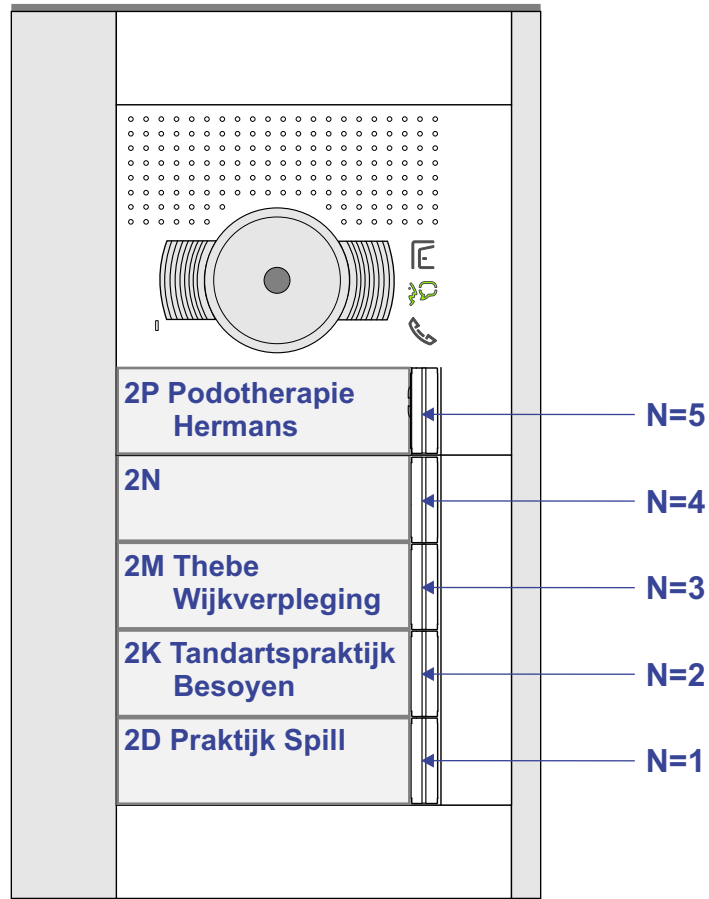 2P Podotherapie
Hermans
N=5
2N
N=4
2M Thebe
Wijkverpleging
N=3
2K Tandartspraktijk
Besoyen
N=2
2D Praktijk Spill
N=1